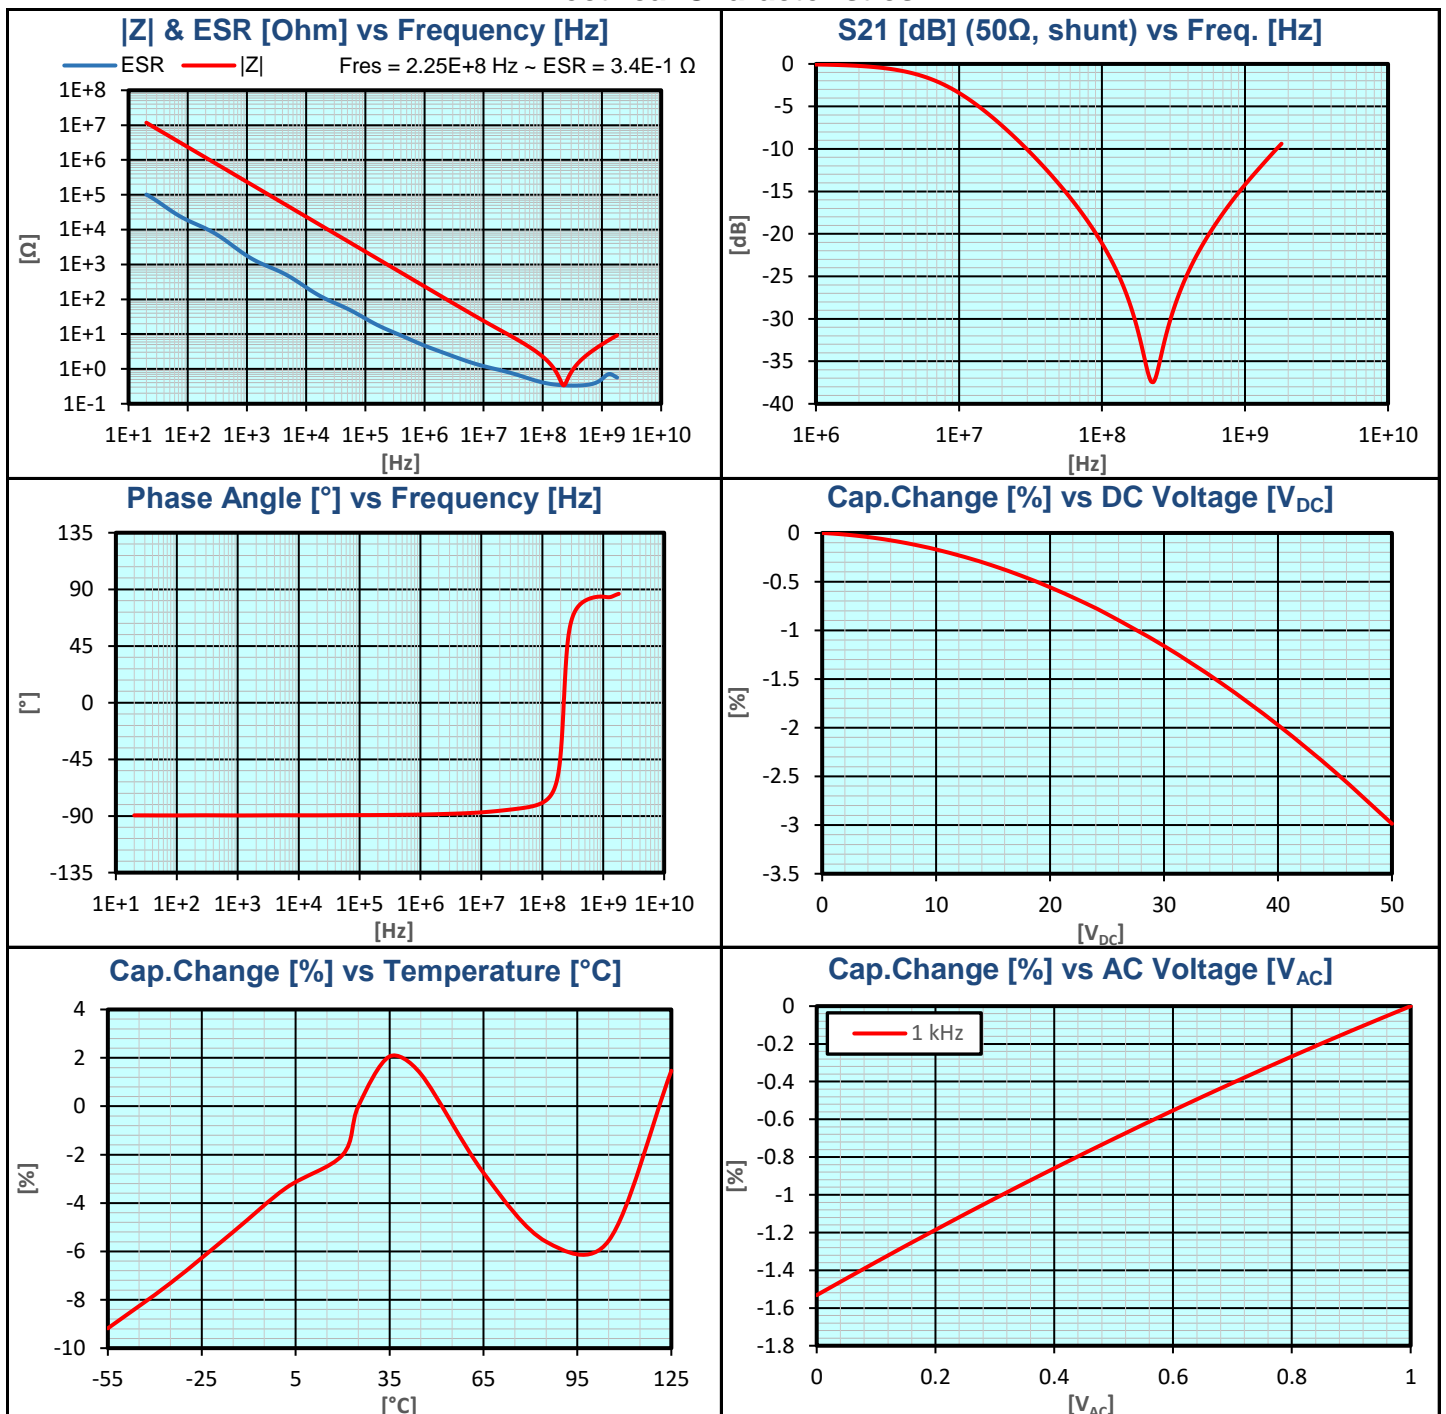 |Z| & ESR [Ohm] vs Frequency [Hz]
ESR |Z| Fres = 2.25E+8 Hz ~ ESR = 3.4E-1 Ω
1E+8
1E+7
1E+6
1E+5
1E+4
1E+3
1E+2
1E+1
1E+0
1E-1
[Ω]
1E+1 1E+2 1E+3 1E+4 1E+5 1E+6 1E+7 1E+8 1E+9 1E+10
[Hz]
S21 [dB] (50Ω, shunt) vs Freq. [Hz]
0
-5
-10
-15
-20
-25
-30
-35
-40
[dB]
1E+6 1E+7 1E+8 1E+9 1E+10
[Hz]
Phase Angle [°] vs Frequency [Hz]
135
90
45
0
-45
-90
-135
[°]
1E+1 1E+2 1E+3 1E+4 1E+5 1E+6 1E+7 1E+8 1E+9 1E+10
[Hz]
Cap.Change [%] vs DC Voltage [VDC]
0
-0.5
-1
-1.5
-2
-2.5
-3
-3.5
[%]
0 10 20 30 40 50
[VDC]
Cap.Change [%] vs Temperature [°C]
4
2
0
-2
-4
-6
-8
-10
[%]
-55 -25 5 35 65 95 125
[°C]
Cap.Change [%] vs AC Voltage [VAC]
1 kHz
0
-0.2
-0.4
-0.6
-0.8
-1
-1.2
-1.4
-1.6
-1.8
[%]
0 0.2 0.4 0.6 0.8 1
[VAC]